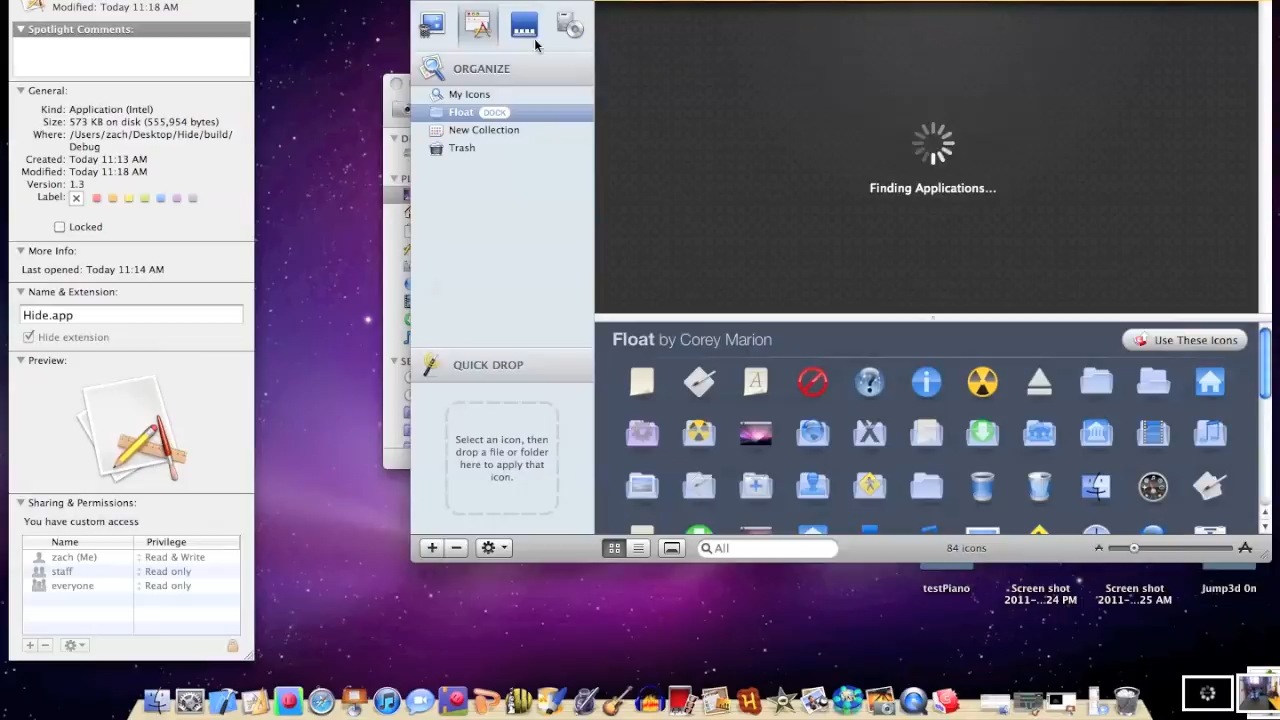 Modified: Today 11:18 AM
Spotlight Comments:
General:
Kind: Application (Intel)
Size: 573 KB on disk (555,954 bytes)
Where: /Users/zach/Desktop/Hide/build/
Debug
Created: Today 11:13 AM
Modified: Today 11:18 AM
Version: 1.3
Label:
Locked
More Info:
Last opened: Today 11:14 AM
Name & Extension:
Hide.app
Hide extension
Preview:
Sharing & Permissions:
You have custom access
Name Privilege
zach (Me) Read & Write
staff Read only
everyone Read only
ORGANIZE
My Icons
Float DOCK
New Collection
Trash
QUICK DROP
Select an icon, then
drop a file or folder
here to apply that
icon.
All
Finding Applications...
Float by Corey Marion
Use These Icons
84 icons
testPiano
Screen shot
2011-...24 PM
Screen shot
2011-...25 AM
Jump3d 0n